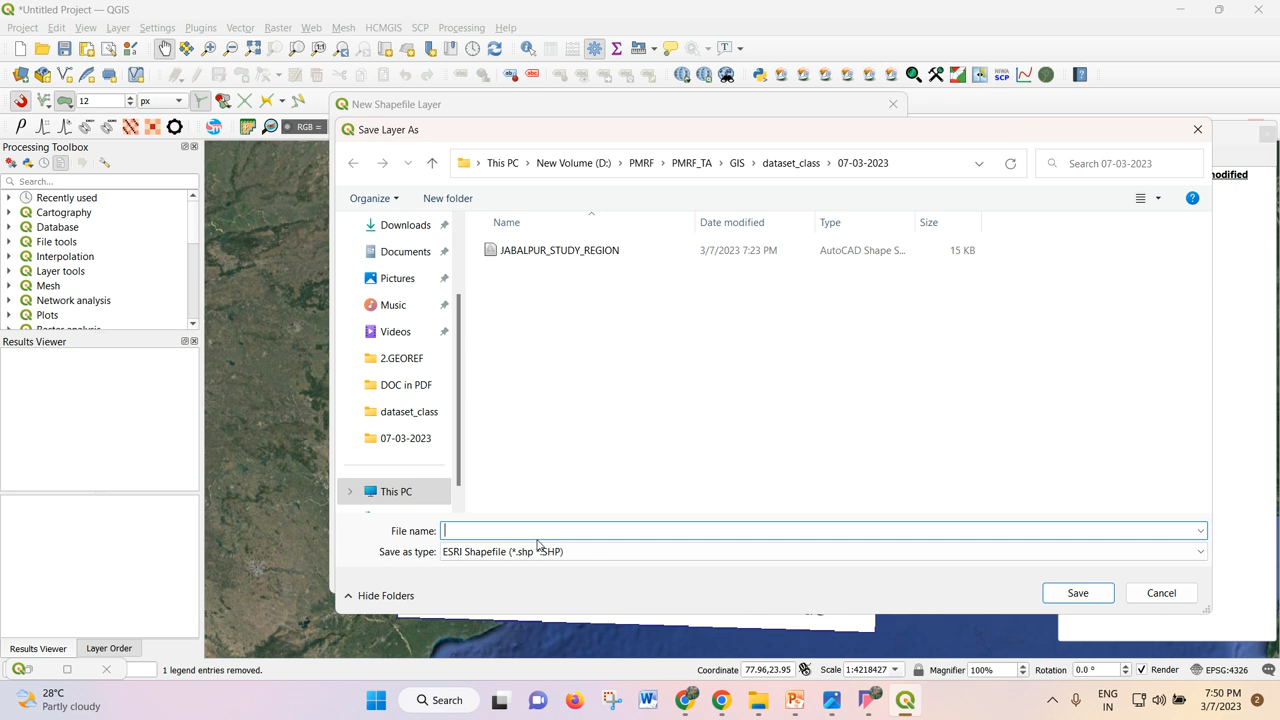 *Untitled Project — QGIS
Project Edit View Layer Settings Plugins Vector Raster Web Mesh HCMGIS SCP Processing Help
12 px
New Shapefile Layer
RGB =
Save Layer As
Processing Toolbox
This PC > New Volume (D:) > PMRF > PMRF_TA > GIS > dataset_class > 07-03-2023
Search 07-03-2023
Search...
Organize New folder
Recently used
Cartography
Database
File tools
Interpolation
Layer tools
Mesh
Network analysis
Plots
Raster analysis
Results Viewer
Name Date modified Type Size
JABALPUR_STUDY_REGION 3/7/2023 7:23 PM AutoCAD Shape S... 15 KB
Downloads
Documents
Pictures
Music
Videos
2.GEOREF
DOC in PDF
dataset_class
07-03-2023
This PC
File name:
Save as type: ESRI Shapefile (*.shp *.SHP)
Hide Folders
Save Cancel
Results Viewer Layer Order
1 legend entries removed. Coordinate 77.96,23.95 Scale 1:4218427 Magnifier 100% Rotation 0.0 ° Render EPSG:4326
28°C
Partly cloudy
Search
ENG
IN
7:50 PM
3/7/2023
2